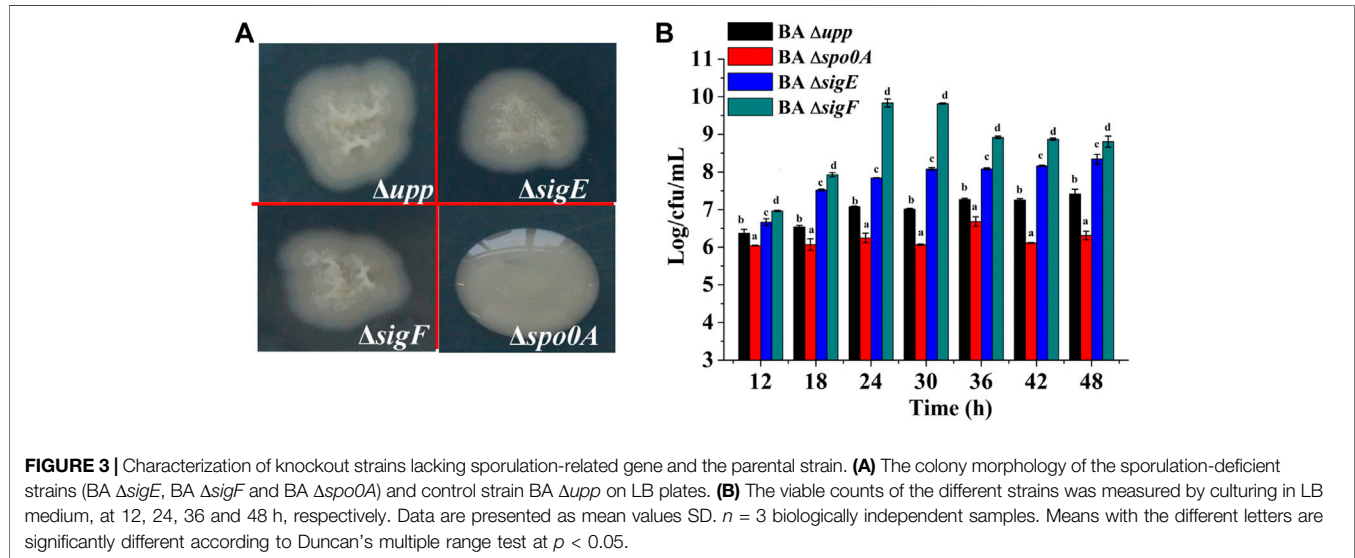 A
Δupp
ΔsigE
ΔsigF
Δspo0A
B
BA Δupp
BA Δspo0A
BA ΔsigE
BA ΔsigF
Log/cfu/mL
11
10
9
8
7
6
5
4
3
b a c d
b a c d
b a c d
b a c d
b a c d
b a c d
b a c d
12 18 24 30 36 42 48
Time (h)
FIGURE 3 | Characterization of knockout strains lacking sporulation-related gene and the parental strain. (A) The colony morphology of the sporulation-deficient
strains (BA ΔsigE, BA ΔsigF and BA Δspo0A) and control strain BA Δupp on LB plates. (B) The viable counts of the different strains was measured by culturing in LB
medium, at 12, 24, 36 and 48 h, respectively. Data are presented as mean values SD. n = 3 biologically independent samples. Means with the different letters are
significantly different according to Duncan's multiple range test at p < 0.05.